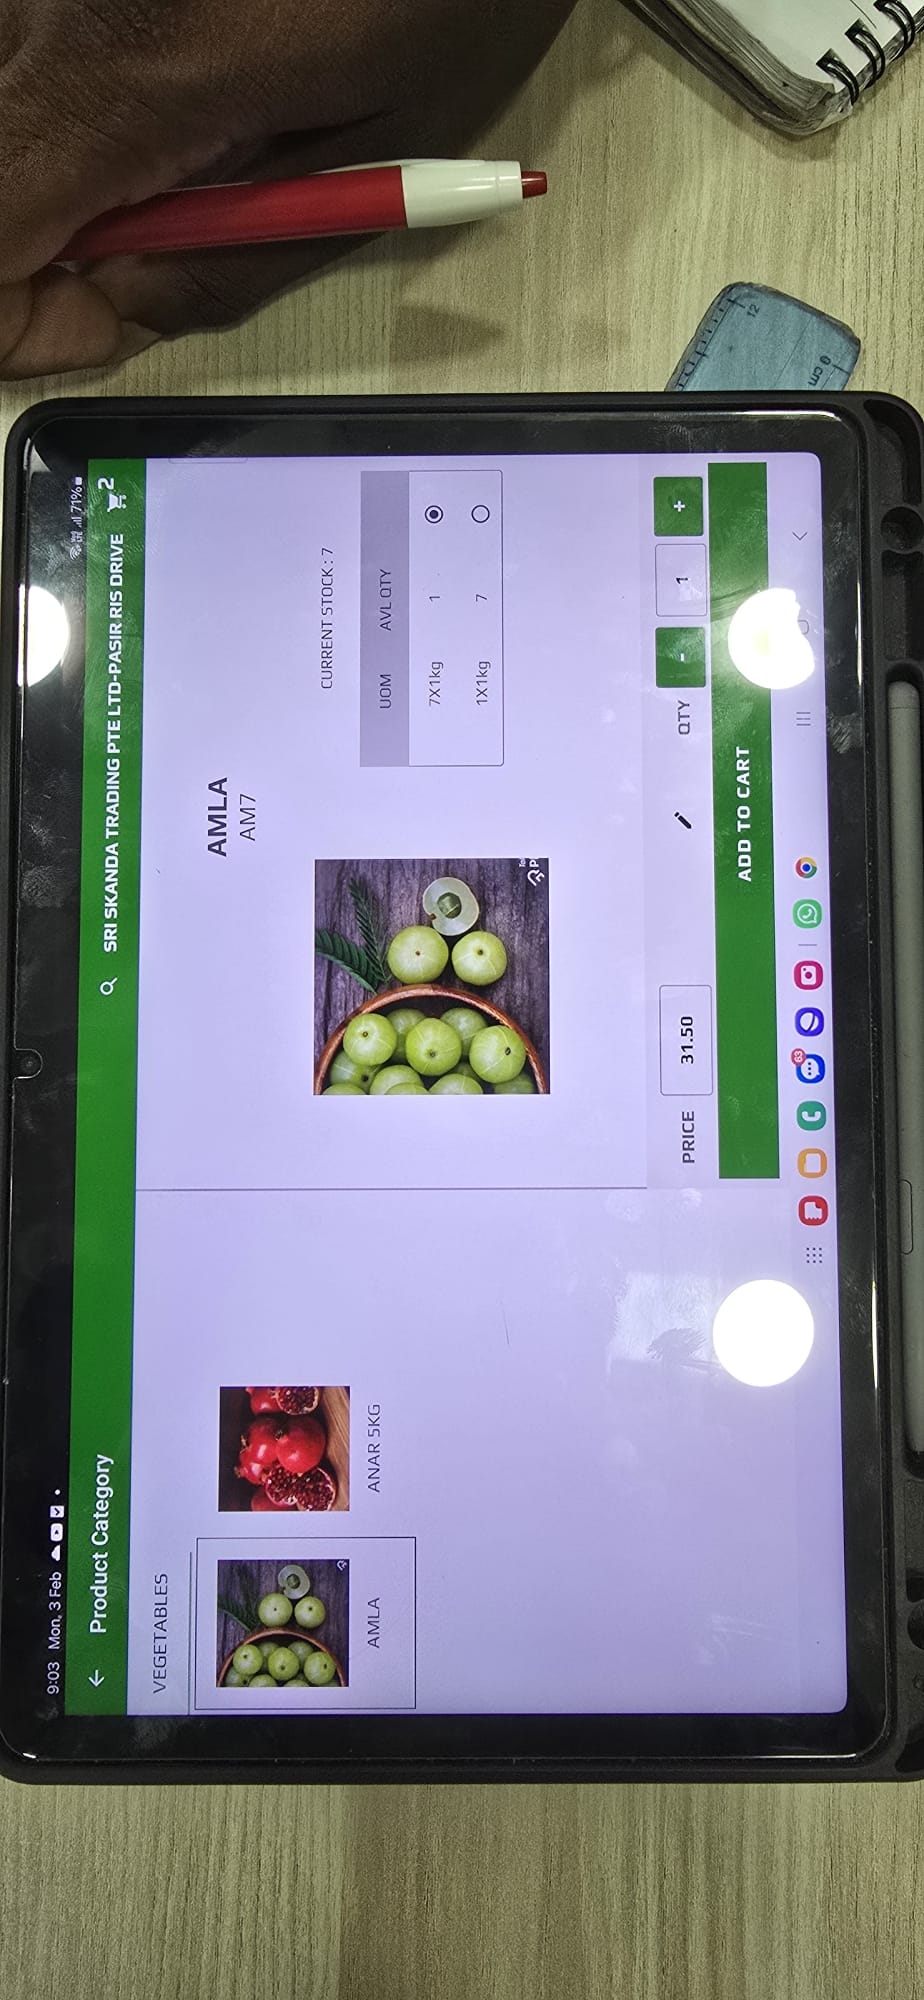 9:03 Mon, 3 Feb
71%
Product Category
SRI SKANDA TRADING PTE LTD-PASIR RIS DRIVE
2
VEGETABLES
AMLA
ANAR 5KG
AMLA
AM7
CURRENT STOCK : 7
UOM AVL QTY
7X1kg 1
1X1kg 7
PRICE 31.50 QTY - 1 +
ADD TO CART
63
12
0 cm